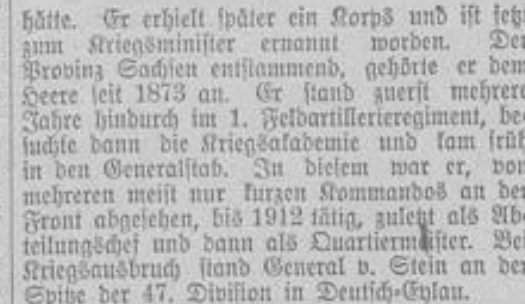 hätte. Er erhielt später ein Korps und ist jetz
zum Kriegsminister ernannt worden. Der
Provinz Sachsen entstammend, gehörte er dem
Heere seit 1873 an. Er stand zuerst mehrere
Jahre hindurch im 1. Feldartillerieregiment, be
suchte dann die Kriegsakademie und kam früh
in den Generalstab. In diesem war er, von
mehreren meist nur kurzen Kommandos an der
Front abgesehen, bis 1912 tätig, zuletzt als Ab
teilungschef und dann als Quartiermeister. Bei
Kriegsausbruch stand General v. Stein an der
Spitze der 47. Division in Deutsch-Eylau.